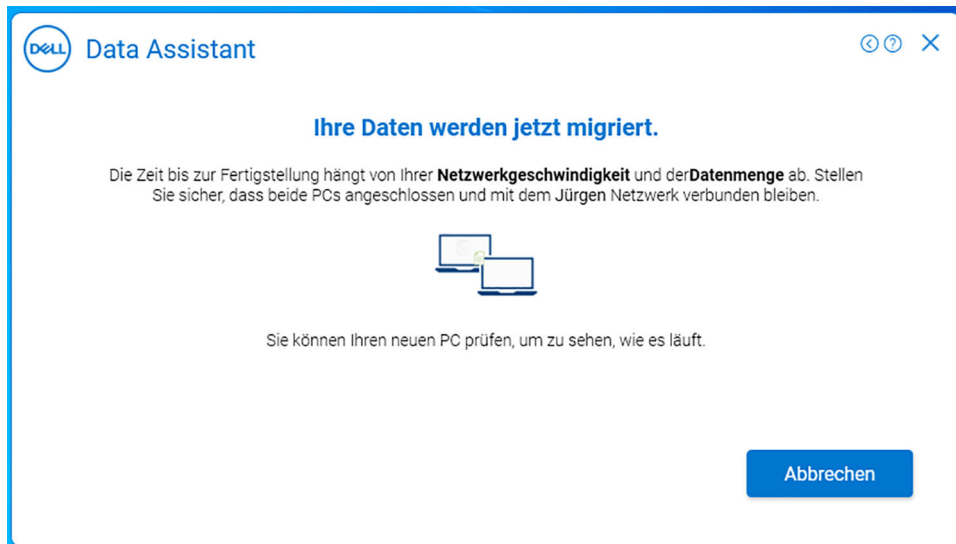 DELL Data Assistant
Ihre Daten werden jetzt migriert.
Die Zeit bis zur Fertigstellung hängt von Ihrer Netzwerkgeschwindigkeit und derDatenmenge ab. Stellen
Sie sicher, dass beide PCs angeschlossen und mit dem Jürgen Netzwerk verbunden bleiben.
Sie können Ihren neuen PC prüfen, um zu sehen, wie es läuft.
Abbrechen